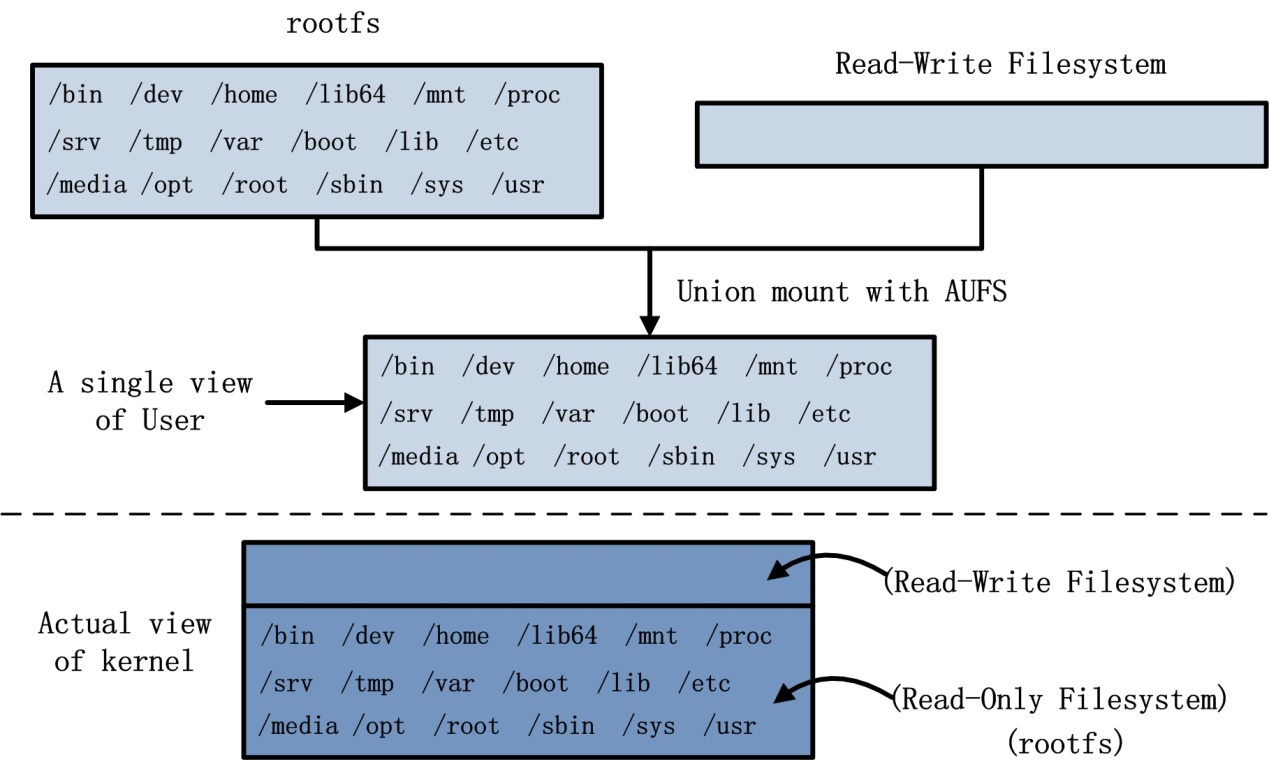 rootfs
/bin /dev /home /lib64 /mnt /proc
/srv /tmp /var /boot /lib /etc
/media /opt /root /sbin /sys /usr
Read-Write Filesystem
Union mount with AUFS
A single view
of User
/bin /dev /home /lib64 /mnt /proc
/srv /tmp /var /boot /lib /etc
/media /opt /root /sbin /sys /usr
Actual view
of kernel
(Read-Write Filesystem)
/bin /dev /home /lib64 /mnt /proc
/srv /tmp /var /boot /lib /etc
/media /opt /root /sbin /sys /usr
(Read-Only Filesystem)
(rootfs)